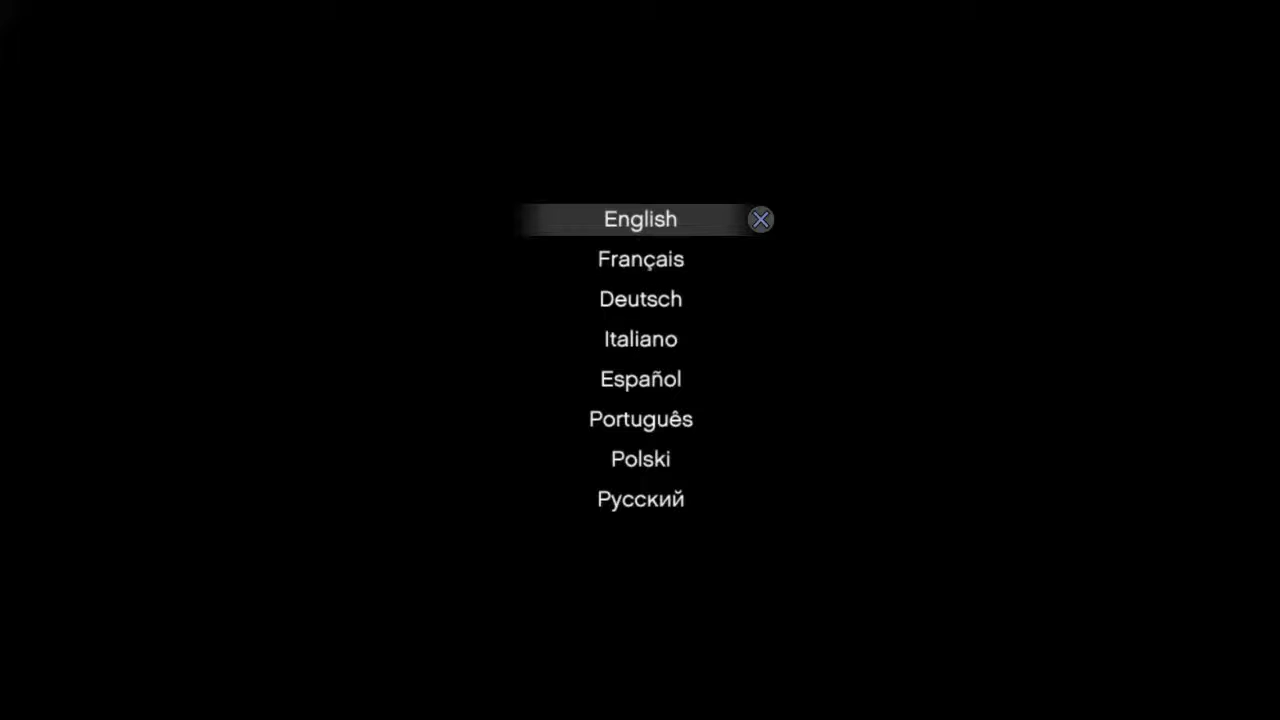 English
Français
Deutsch
Italiano
Español
Português
Polski
Русский